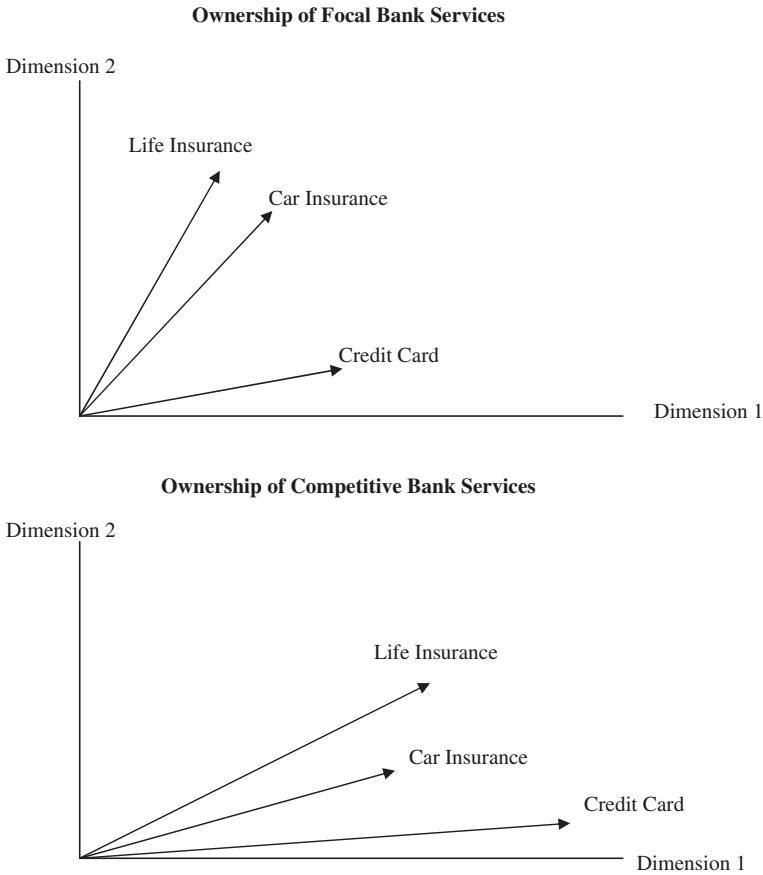 Ownership of Focal Bank Services
Dimension 2
Life Insurance
Car Insurance
Credit Card
Dimension 1
Ownership of Competitive Bank Services
Dimension 2
Life Insurance
Car Insurance
Credit Card
Dimension 1